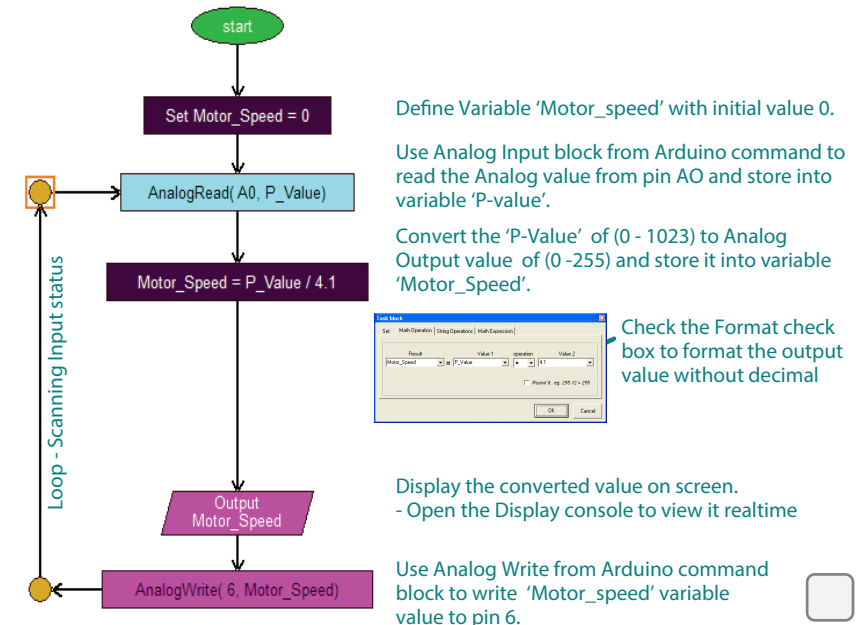 start
Set Motor_Speed = 0
Define Variable ‘Motor_speed’ with initial value 0.
AnalogRead( A0, P_Value)
Use Analog Input block from Arduino command to
read the Analog value from pin AO and store into
variable ‘P-value’.
Motor_Speed = P_Value / 4.1
Convert the ‘P-Value’ of (0 - 1023) to Analog
Output value of (0 -255) and store it into variable
‘Motor_Speed’.
Loop - Scanning Input status
Task block
Set Math Operation String Operations Math Expression
Result Value 1 operation Value 2
Motor_Speed = P_Value 4.1
eg. 255.12 > 255
OK Cancel
Check the Format check
box to format the output
value without decimal
Output
Motor_Speed
Display the converted value on screen.
- Open the Display console to view it realtime
AnalogWrite( 6, Motor_Speed)
Use Analog Write from Arduino command
block to write ‘Motor_speed’ variable
value to pin 6.